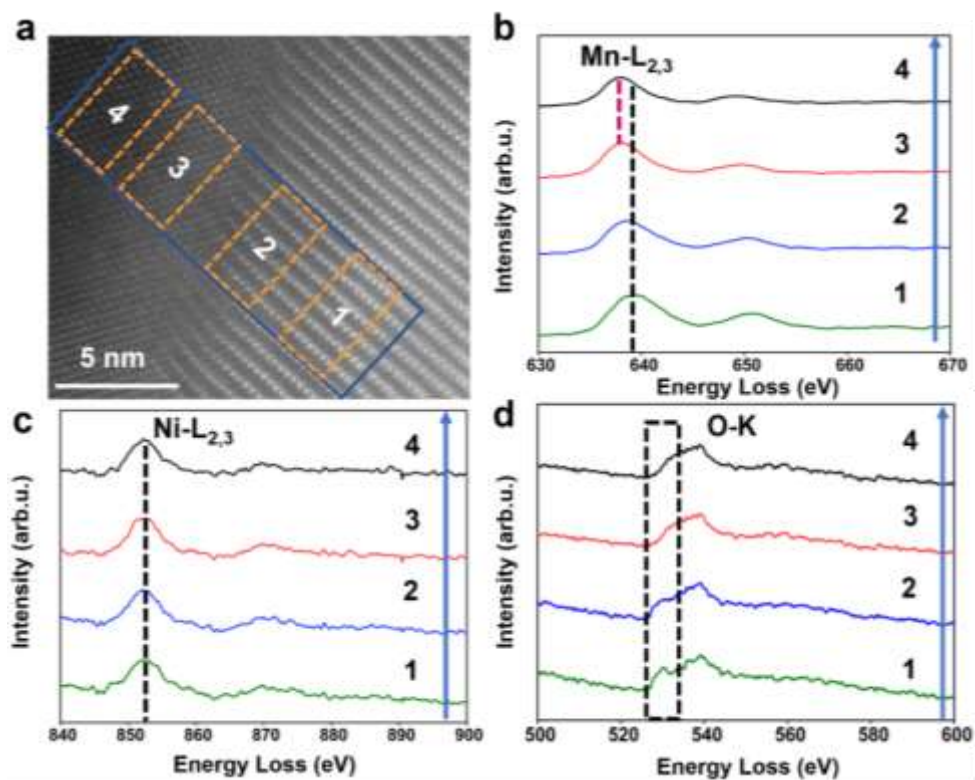 a
4
3
2
1
5 nm
b
Mn-L2,3
4
3
2
1
Intensity (arb.u.)
630 640 650 660 670
Energy Loss (eV)
c
Ni-L2,3
4
3
2
1
Intensity (arb.u.)
840 850 860 870 880 890 900
Energy Loss (eV)
d
O-K
4
3
2
1
Intensity (arb.u.)
500 520 540 560 580 600
Energy Loss (eV)